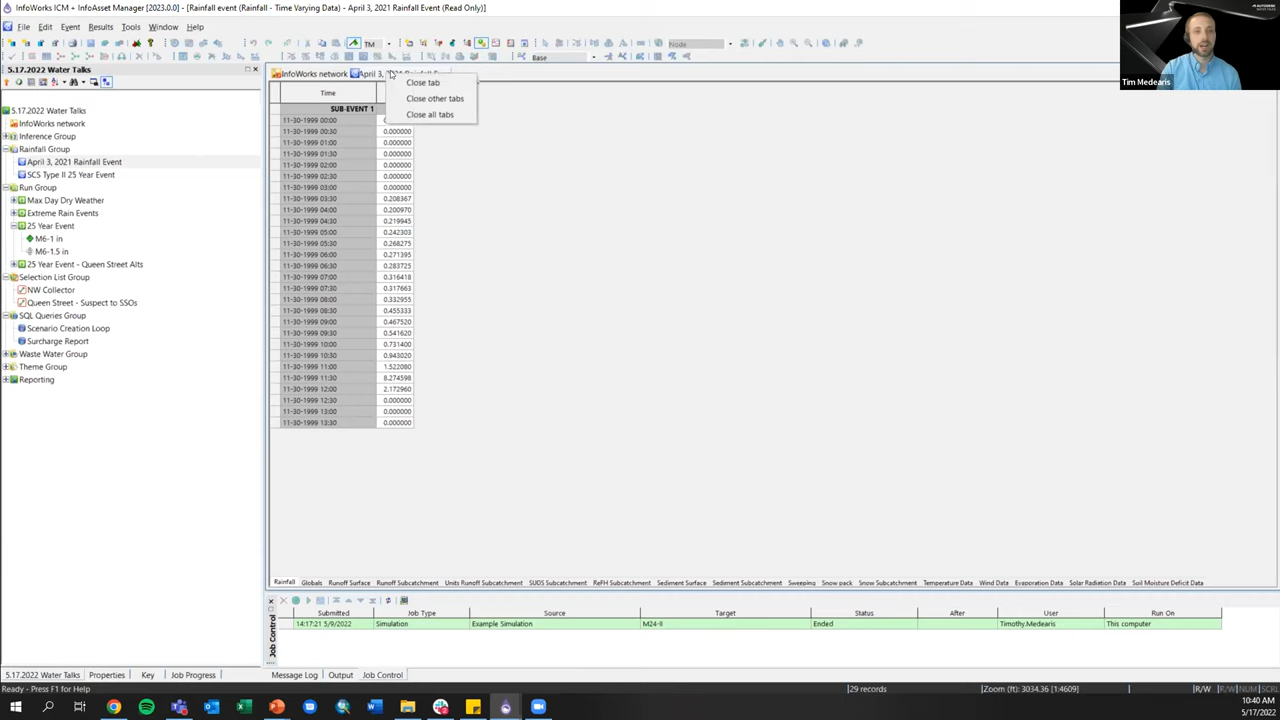 InfoWorks ICM + InfoAsset Manager [2023.0.0] - [Rainfall event (Rainfall - Time Varying Data) - April 3, 2021 Rainfall Event (Read Only)]
File Edit Event Results Tools Window Help
TM Node
Base
5.17.2022 Water Talks
InfoWorks network April 3,
Close tab
Close other tabs
Close all tabs
5.17.2022 Water Talks
InfoWorks network
Inference Group
Rainfall Group
April 3, 2021 Rainfall Event
SCS Type II 25 Year Event
Run Group
Max Day Dry Weather
Extreme Rain Events
25 Year Event
M6-1 in
M6-1.5 in
25 Year Event - Queen Street Alts
Selection List Group
NW Collector
Queen Street - Suspect to SSOs
SQL Queries Group
Scenario Creation Loop
Surcharge Report
Waste Water Group
Theme Group
Reporting
Time
SUB-EVENT 1
11-30-1999 00:00 0.000000
11-30-1999 00:30 0.000000
11-30-1999 01:00 0.000000
11-30-1999 01:30 0.000000
11-30-1999 02:00 0.000000
11-30-1999 02:30 0.000000
11-30-1999 03:00 0.000000
11-30-1999 03:30 0.208367
11-30-1999 04:00 0.200970
11-30-1999 04:30 0.219945
11-30-1999 05:00 0.242303
11-30-1999 05:30 0.268275
11-30-1999 06:00 0.271395
11-30-1999 06:30 0.283725
11-30-1999 07:00 0.316418
11-30-1999 07:30 0.317663
11-30-1999 08:00 0.332955
11-30-1999 08:30 0.455333
11-30-1999 09:00 0.467520
11-30-1999 09:30 0.541620
11-30-1999 10:00 0.731400
11-30-1999 10:30 0.943020
11-30-1999 11:00 1.522080
11-30-1999 11:30 8.274598
11-30-1999 12:00 2.172960
11-30-1999 12:30 0.000000
11-30-1999 13:00 0.000000
11-30-1999 13:30 0.000000
Tim Medearis
Rainfall Globals Runoff Surface Runoff Subcatchment Units Runoff Subcatchment SUDS Subcatchment ReFH Subcatchment Sediment Surface Sediment Subcatchment Sweeping Snow pack Snow Subcatchment Temperature Data Wind Data Evaporation Data Solar Radiation Data Soil Moisture Deficit Data
Job Control
Submitted Job Type Source Target Status After User Run On
14:17:21 5/9/2022 Simulation Example Simulation M24-II Ended Timothy.Medearis This computer
5.17.2022 Water Talks Properties Key Job Progress Message Log Output Job Control
Ready - Press F1 for Help 29 records Zoom (ft): 3034.36 [1:4609] R/W R/W NUM SCRL
10:40 AM
5/17/2022